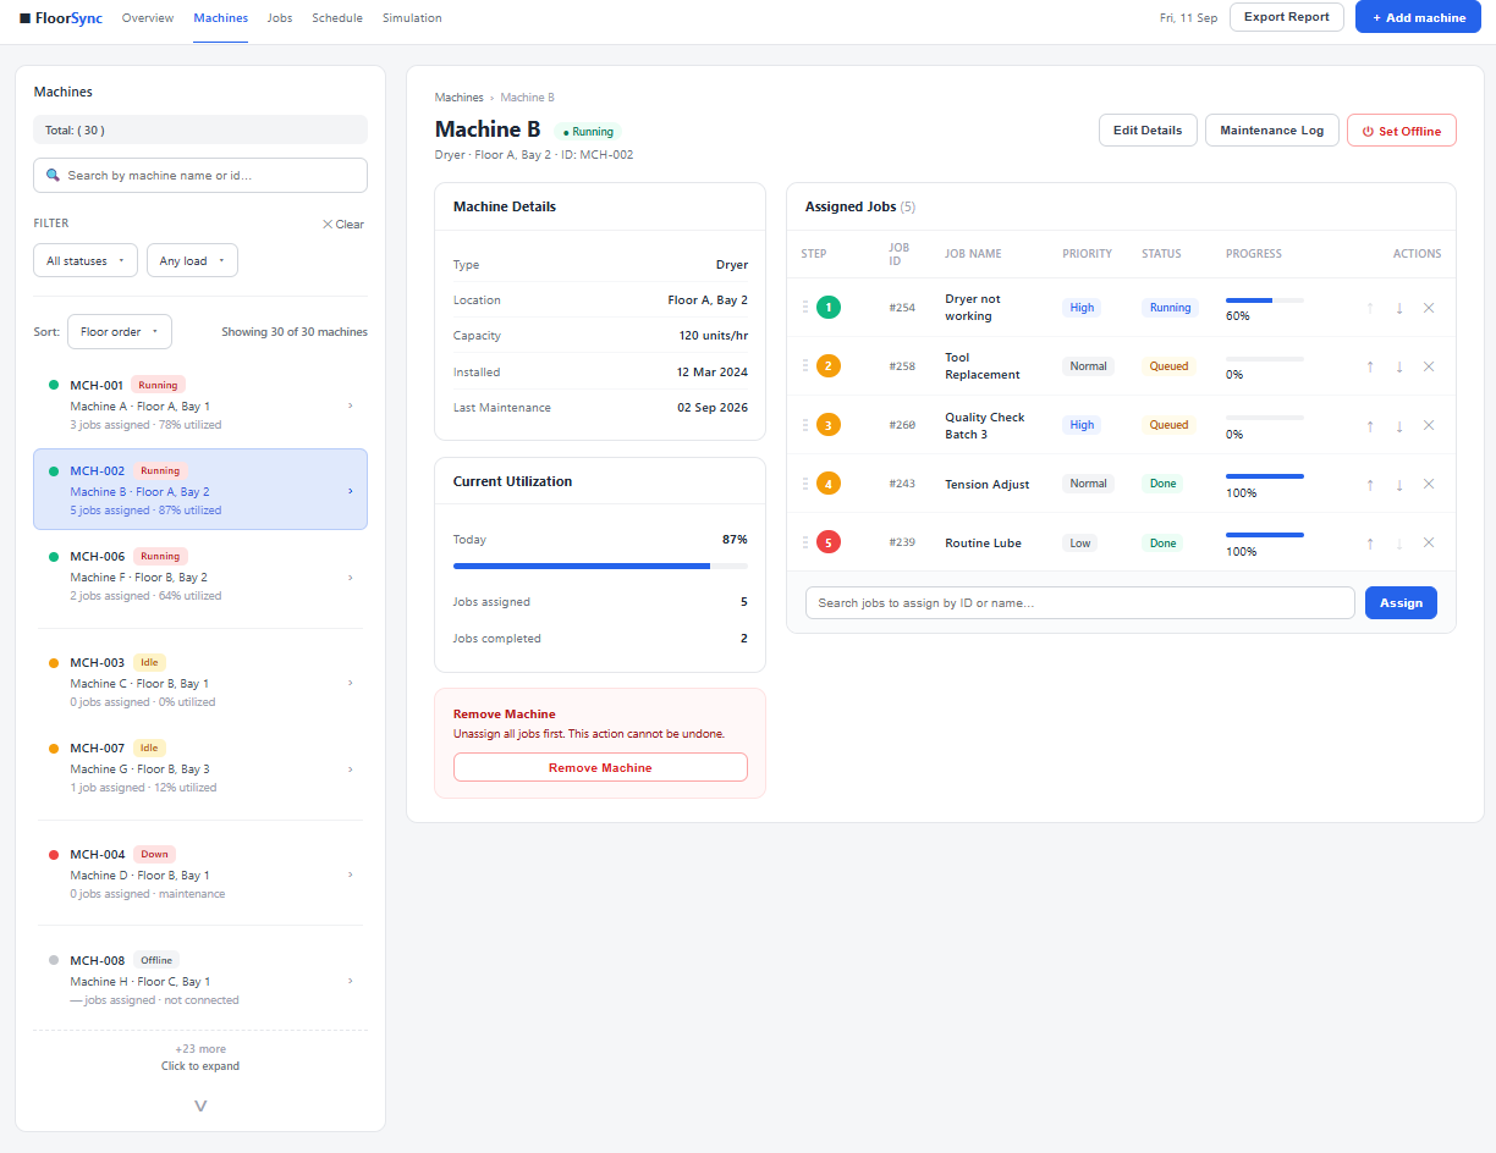 FloorSync Overview Machines Jobs Schedule Simulation Fri, 11 Sep Export Report + Add machine
Machines
Total: ( 30 )
Search by machine name or id...
FILTER Clear
All statuses Any load
Sort: Floor order Showing 30 of 30 machines
MCH-001 Running
Machine A · Floor A, Bay 1 ›
3 jobs assigned · 78% utilized
MCH-002 Running
Machine B · Floor A, Bay 2 ›
5 jobs assigned · 87% utilized
MCH-006 Running
Machine F · Floor B, Bay 2 ›
2 jobs assigned · 64% utilized
MCH-003 Idle
Machine C · Floor B, Bay 1 ›
0 jobs assigned · 0% utilized
MCH-007 Idle
Machine G · Floor B, Bay 3 ›
1 job assigned · 12% utilized
MCH-004 Down
Machine D · Floor B, Bay 1 ›
0 jobs assigned · maintenance
MCH-008 Offline
Machine H · Floor C, Bay 1 ›
— jobs assigned · not connected
+23 more
Click to expand
Machines › Machine B
Machine B ● Running
Dryer · Floor A, Bay 2 · ID: MCH-002
Edit Details Maintenance Log Set Offline
Machine Details
Type Dryer
Location Floor A, Bay 2
Capacity 120 units/hr
Installed 12 Mar 2024
Last Maintenance 02 Sep 2026
Current Utilization
Today 87%
Jobs assigned 5
Jobs completed 2
Remove Machine
Unassign all jobs first. This action cannot be undone.
Remove Machine
Assigned Jobs (5)
STEP JOB ID JOB NAME PRIORITY STATUS PROGRESS ACTIONS
1 #254 Dryer not working High Running 60% ↑ ↓ ×
2 #258 Tool Replacement Normal Queued 0% ↑ ↓ ×
3 #260 Quality Check Batch 3 High Queued 0% ↑ ↓ ×
4 #243 Tension Adjust Normal Done 100% ↑ ↓ ×
5 #239 Routine Lube Low Done 100% ↑ ↓ ×
Search jobs to assign by ID or name... Assign